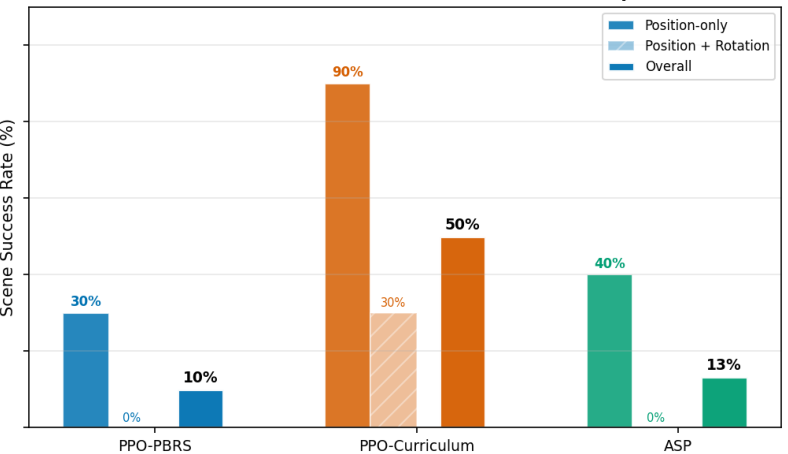 Position-only
Position + Rotation
Overall
Scene Success Rate (%)
30%
0%
10%
90%
30%
50%
40%
0%
13%
PPO-PBRS
PPO-Curriculum
ASP